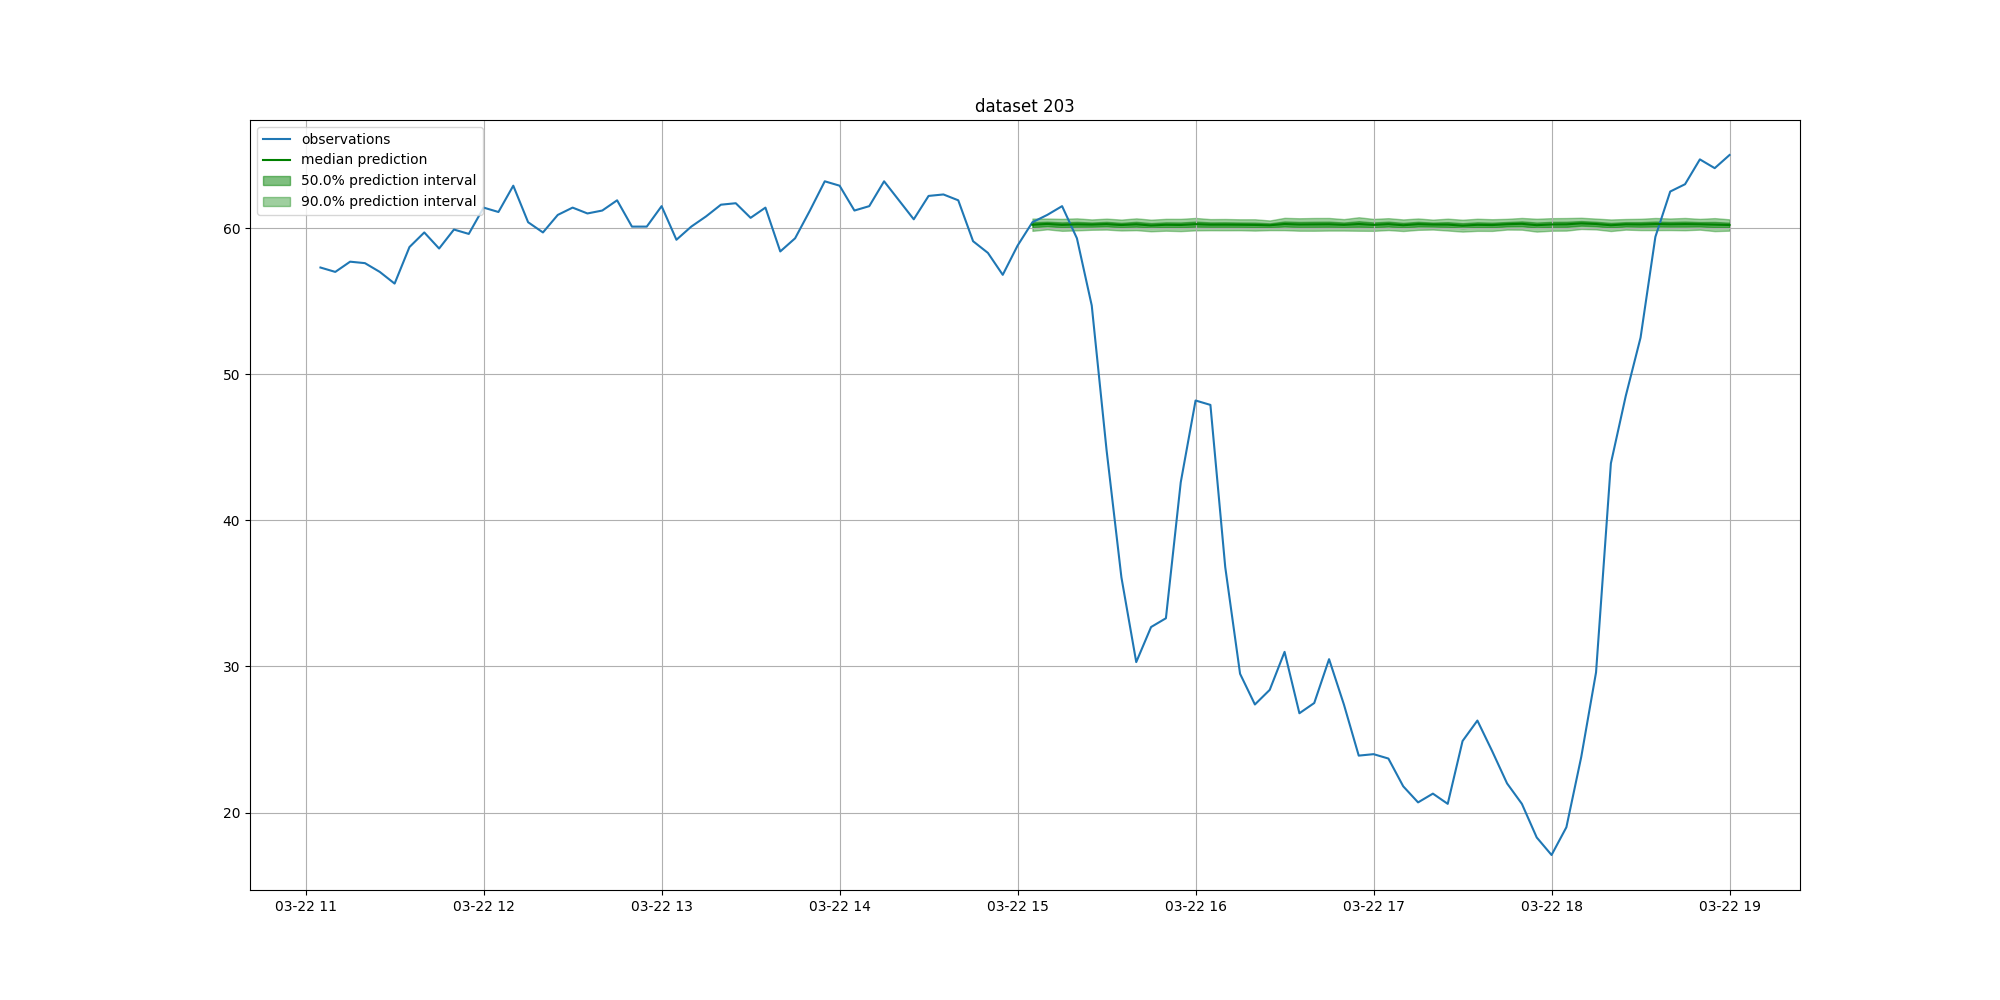 dataset 203
observations
median prediction
50.0% prediction interval
90.0% prediction interval
60
50
40
30
20
03-22 11
03-22 12
03-22 13
03-22 14
03-22 15
03-22 16
03-22 17
03-22 18
03-22 19